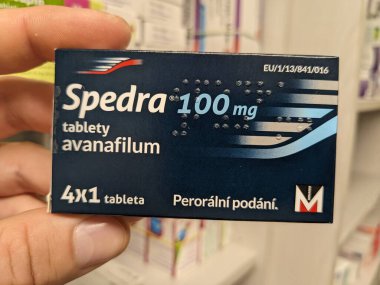 EU/1/13/841/016
Spedra 100 mg
tablety
avanafilum
4x1 tableta
Perorální podání.
M